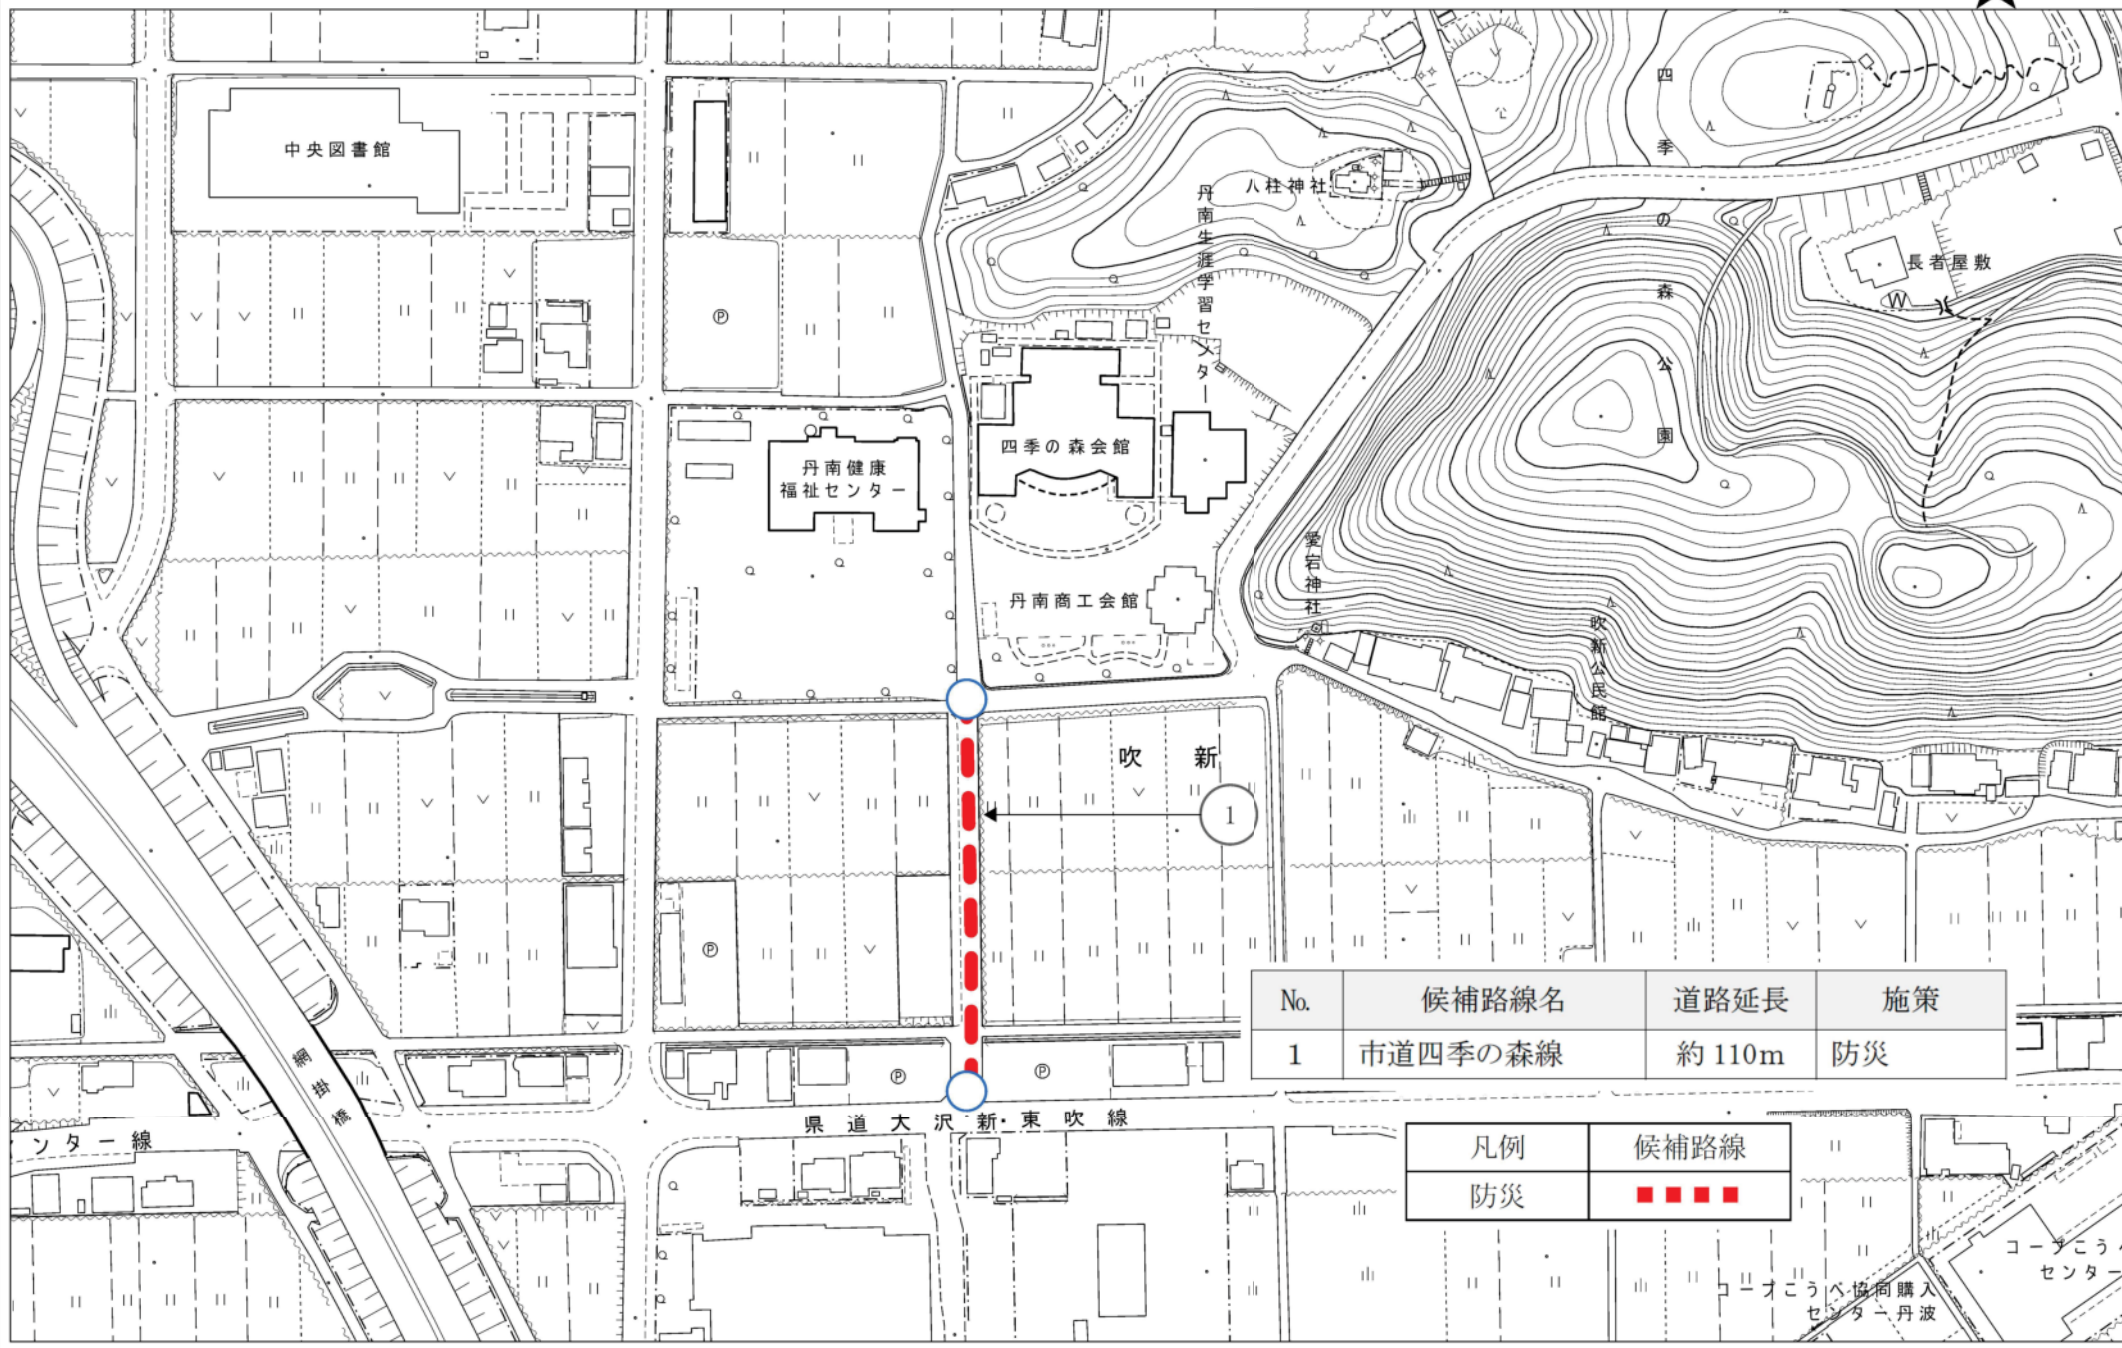 四季の森公園
中央図書館
八柱神社
丹南生涯学習センター
長者屋敷
W
P
四季の森会館
丹南健康
福祉センター
愛宕神社
丹南商工会館
吹新公民館
吹新
1
P
網掛橋
P
P
No. 候補路線名 道路延長 施策
1 市道四季の森線 約110m 防災
県道大沢新・東吹線
ンター線
凡例 候補路線
防災
コープこうべ
センター
コープこうべ協同購入
センター丹波